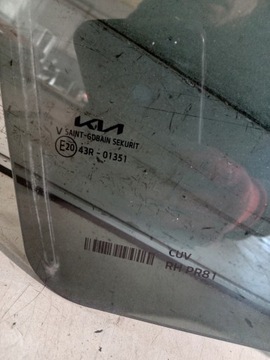 KIA
V SAINT-GOBAIN SEKURIT
E20 43R - 01351
CUV
RH PR81